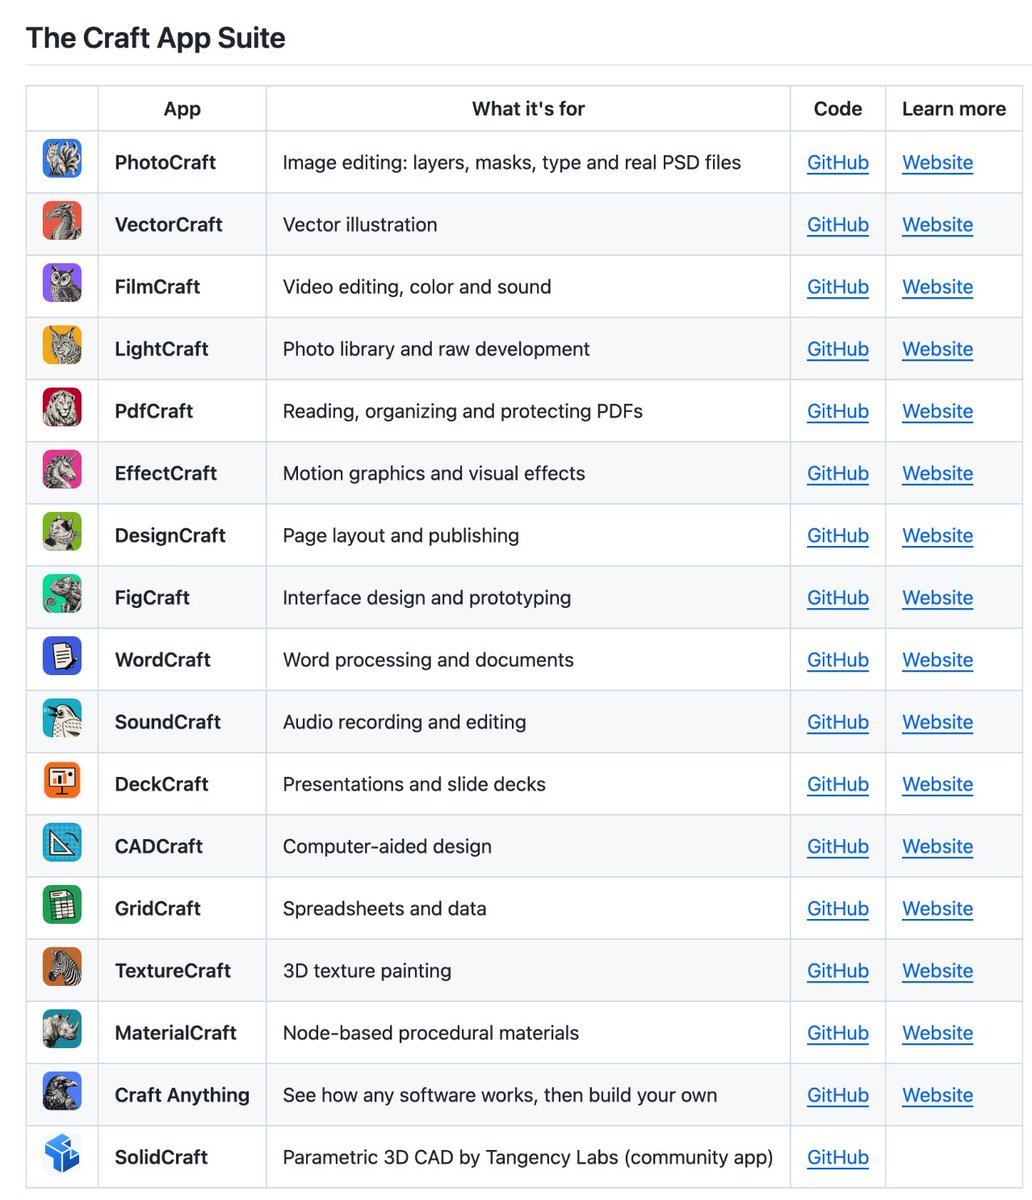 The Craft App Suite
App What it's for Code Learn more
PhotoCraft Image editing: layers, masks, type and real PSD files GitHub Website
VectorCraft Vector illustration GitHub Website
FilmCraft Video editing, color and sound GitHub Website
LightCraft Photo library and raw development GitHub Website
PdfCraft Reading, organizing and protecting PDFs GitHub Website
EffectCraft Motion graphics and visual effects GitHub Website
DesignCraft Page layout and publishing GitHub Website
FigCraft Interface design and prototyping GitHub Website
WordCraft Word processing and documents GitHub Website
SoundCraft Audio recording and editing GitHub Website
DeckCraft Presentations and slide decks GitHub Website
CADCraft Computer-aided design GitHub Website
GridCraft Spreadsheets and data GitHub Website
TextureCraft 3D texture painting GitHub Website
MaterialCraft Node-based procedural materials GitHub Website
Craft Anything See how any software works, then build your own GitHub Website
SolidCraft Parametric 3D CAD by Tangency Labs (community app) GitHub